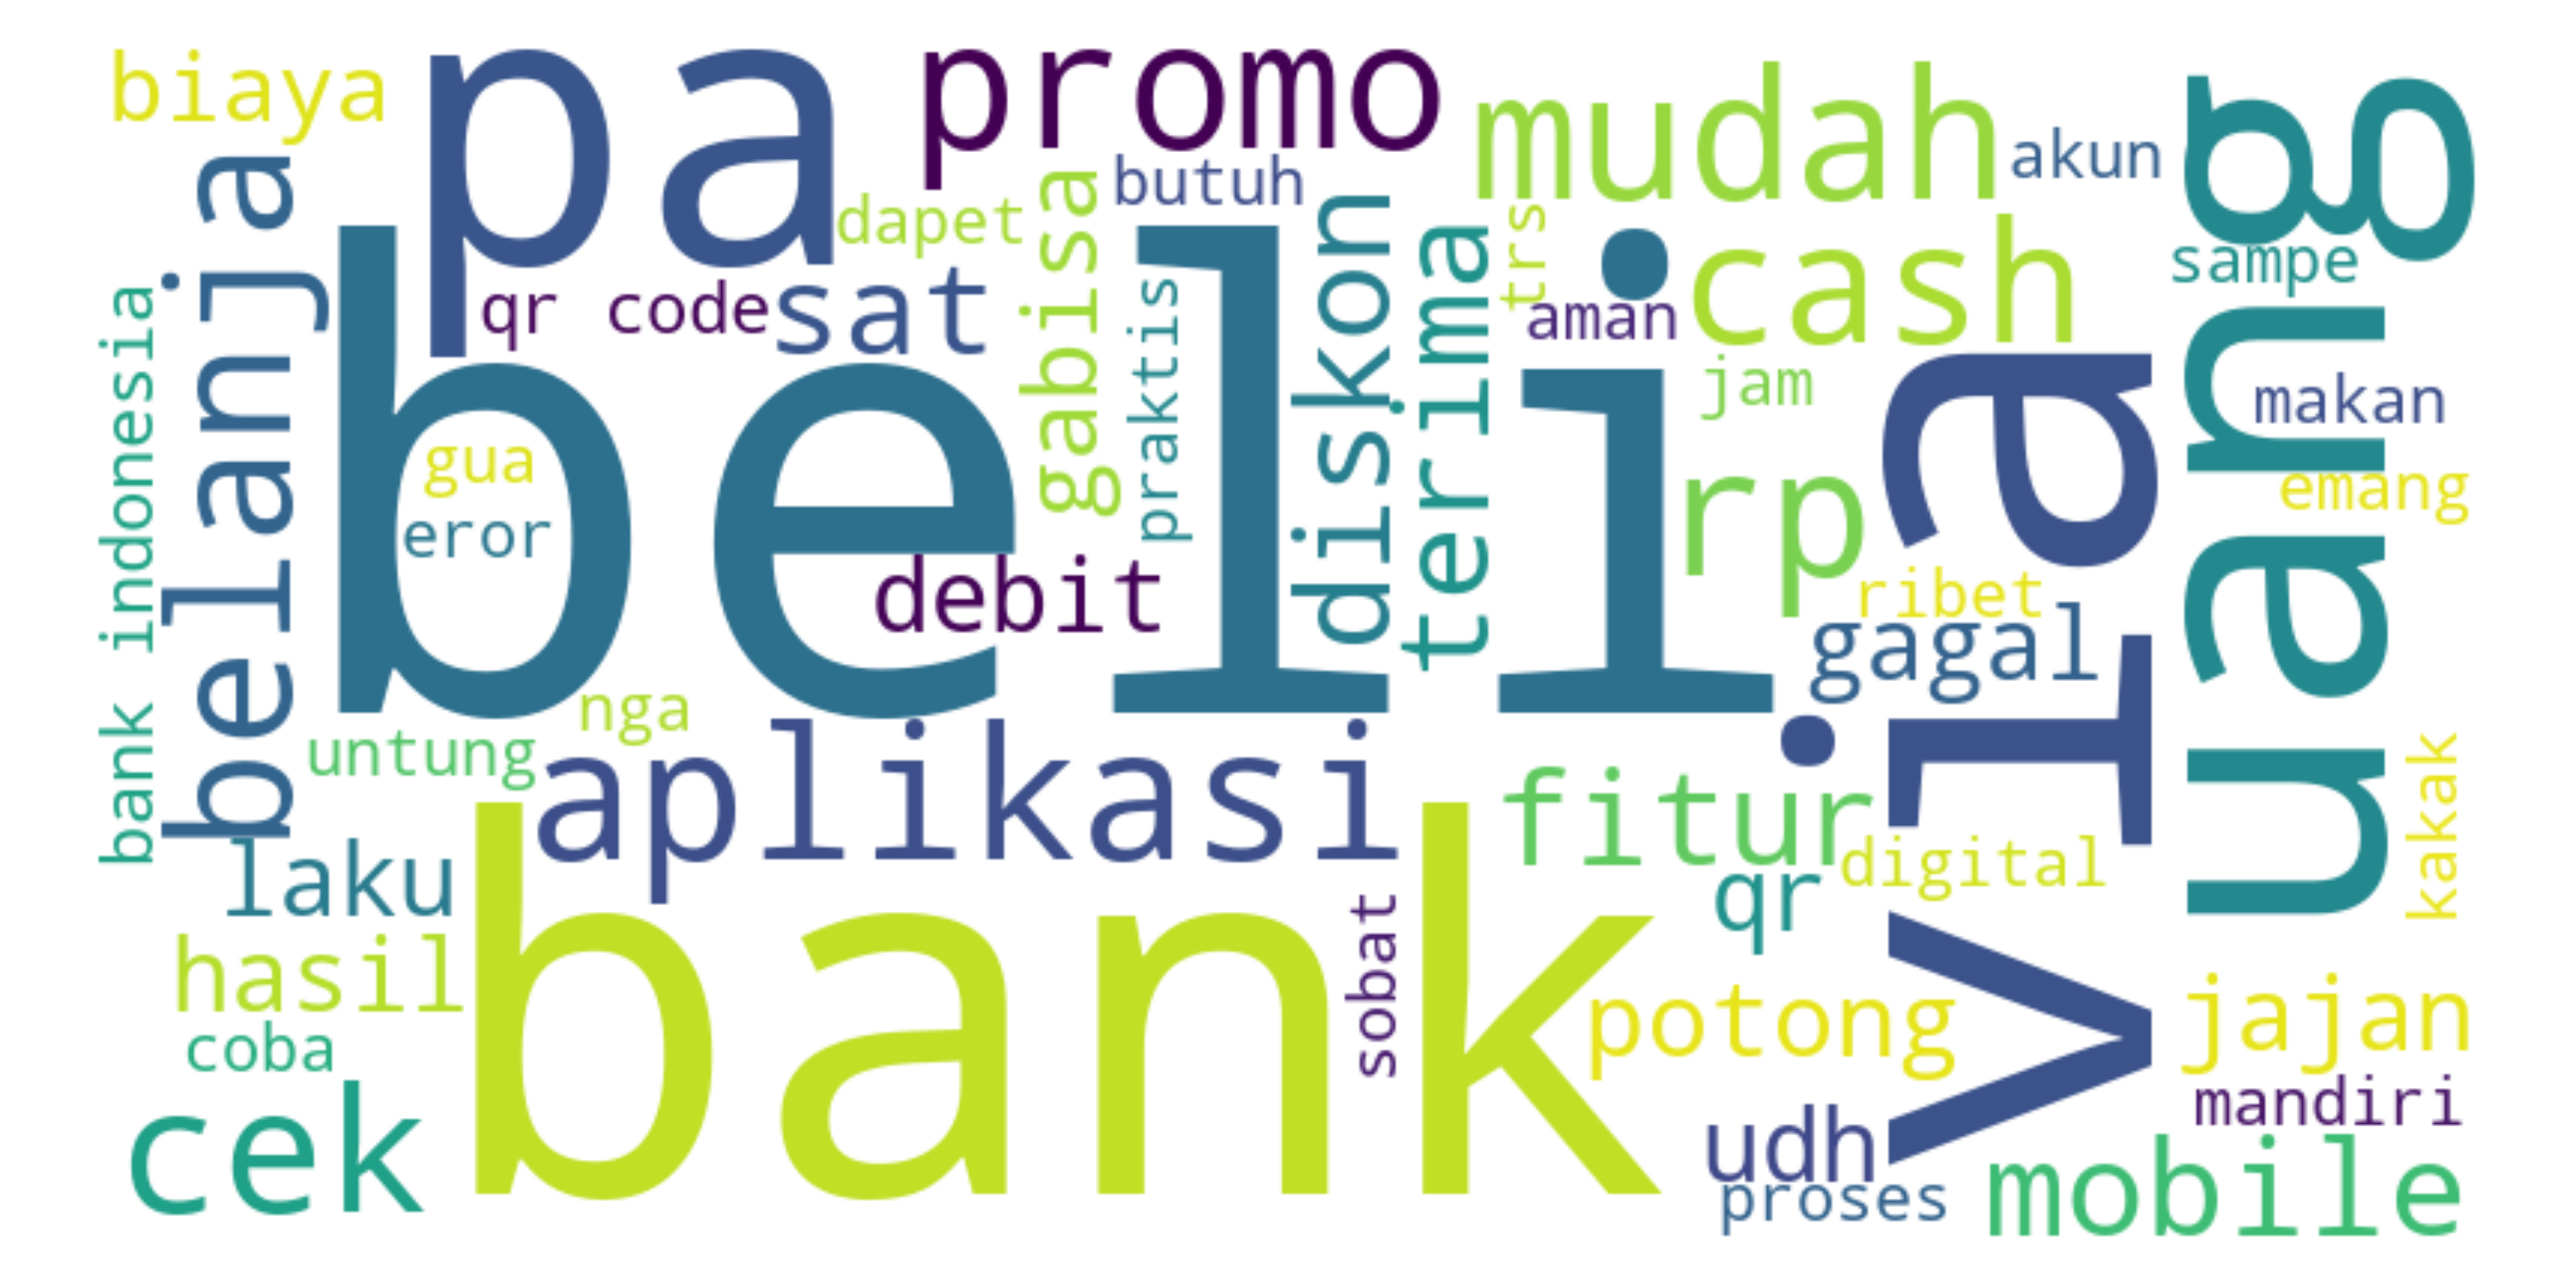 biaya
pa
promo
mudah
akun
uang
belanja
butuh
dapet
gabisa
diskon
trs
cash
sampe
terima
qr code
sat
praktis
aman
bank indonesia
beli
jam
via
makan
gua
rp
emang
eror
debit
ribet
gagal
nga
untung
aplikasi
fitur
kakak
laku
digital
qr
bank
sobat
hasil
potong
jajan
coba
cek
mandiri
udh
mobile
proses